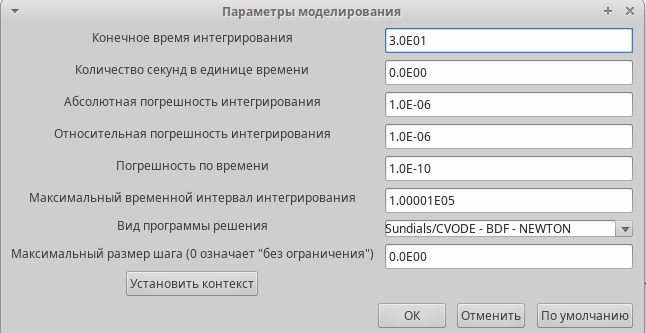 Параметры моделирования
Конечное время интегрирования 3.0E01
Количество секунд в единице времени 0.0E00
Абсолютная погрешность интегрирования 1.0E-06
Относительная погрешность интегрирования 1.0E-06
Погрешность по времени 1.0E-10
Максимальный временной интервал интегрирования 1.00001E05
Вид программы решения Sundials/CVODE - BDF - NEWTON
Максимальный размер шага (0 означает "без ограничения") 0.0E00
Установить контекст
ОК Отменить По умолчанию